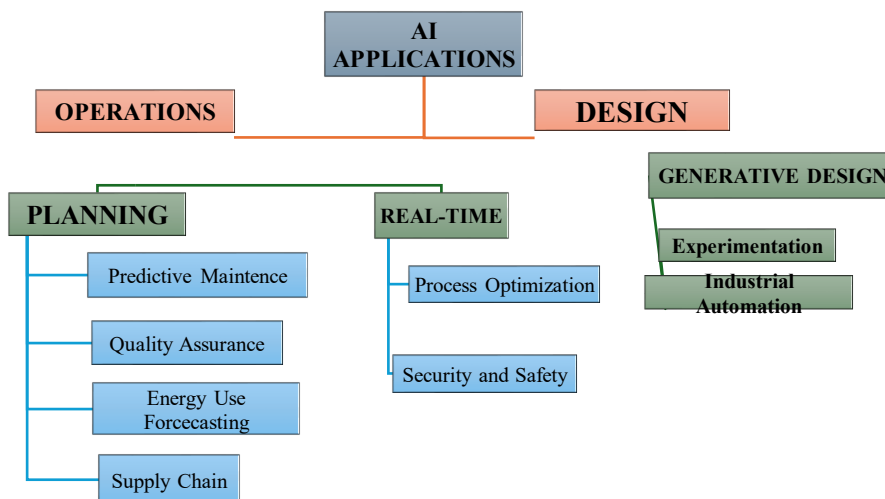 AI
APPLICATIONS
OPERATIONS
DESIGN
PLANNING
REAL-TIME
GENERATIVE DESIGN
Predictive Maintence
Quality Assurance
Energy Use
Forcecasting
Supply Chain
Process Optimization
Security and Safety
Experimentation
Industrial
Automation